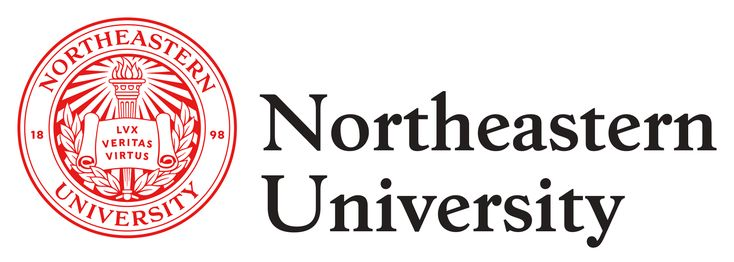 NORTHEASTERN
18 98
LVX
VERITAS
VIRTUS
UNIVERSITY
Northeastern
University